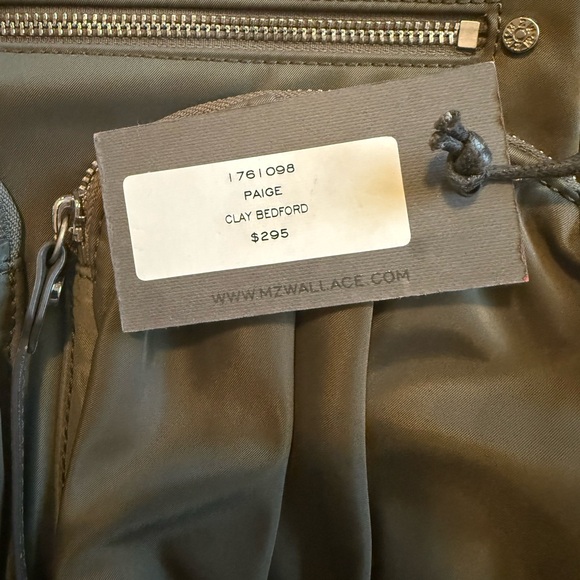 1761098
PAIGE
CLAY BEDFORD
$295
WWW.MZWALLACE.COM